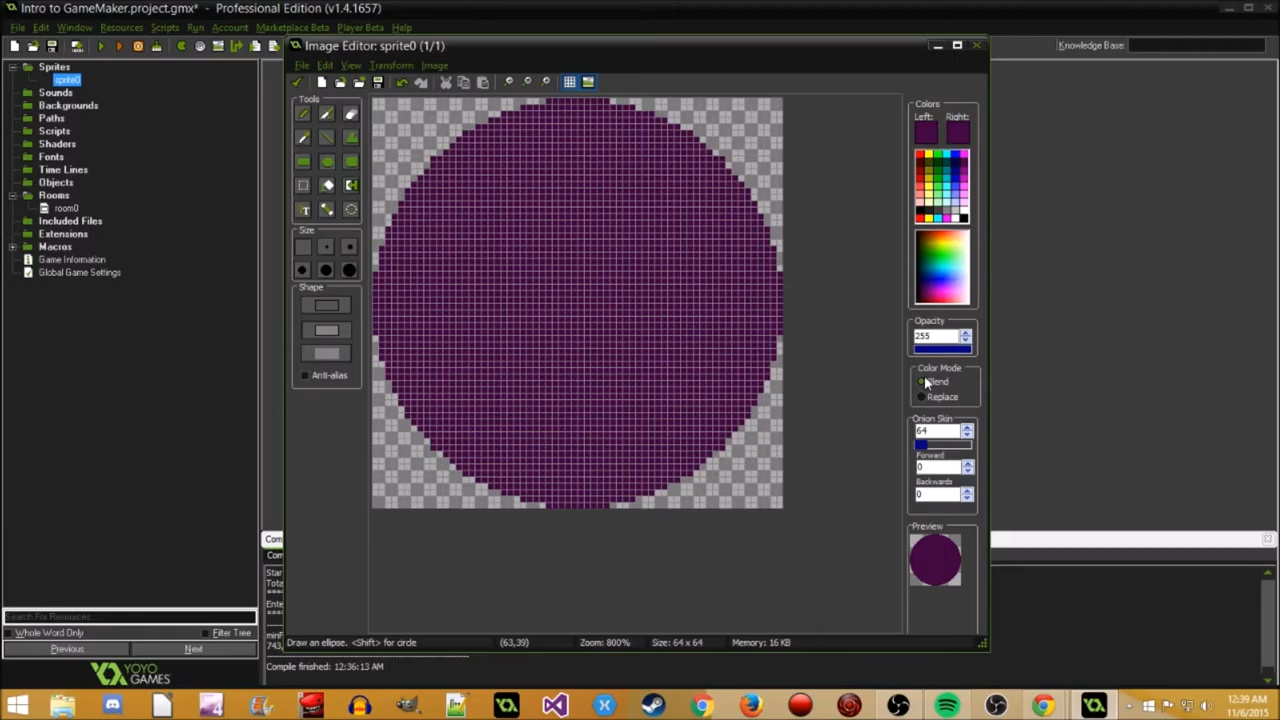 Intro to GameMaker.project.gmx* - Professional Edition (v1.4.1657)
File Edit Window Resources Scripts Run Account Marketplace Beta Player Beta Help
Knowledge Base:
Image Editor: sprite0 (1/1)
File Edit View Transform Image
Sprites
sprite0
Sounds
Backgrounds
Paths
Scripts
Shaders
Fonts
Time Lines
Objects
Rooms
room0
Included Files
Extensions
Macros
Game Information
Global Game Settings
Search For Resources...
Whole Word Only Filter Tree
Previous Next
YOYO
GAMES
Tools
Size
Shape
Anti-alias
Colors
Left: Right:
Opacity
255
Color Mode
Blend
Replace
Onion Skin
64
Forward
0
Backwards
0
Preview
Draw an ellipse. <Shift> for circle (63,39) Zoom: 800% Size: 64 x 64 Memory: 16 KB
Compile finished: 12:36:13 AM
12:39 AM
11/6/2015